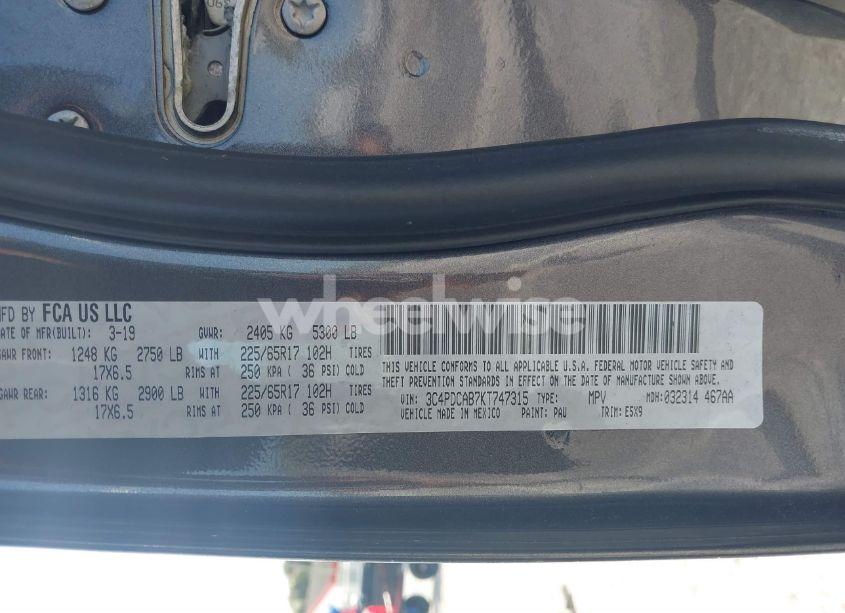 MFD BY FCA US LLC
DATE OF MFR(BUILT): 3-19 GVWR: 2405 KG 5300 LB
GAWR FRONT: 1248 KG 2750 LB WITH 225/65R17 102H TIRES
17X6.5 RIMS AT 250 KPA ( 36 PSI) COLD
GAWR REAR: 1316 KG 2900 LB WITH 225/65R17 102H TIRES
17X6.5 RIMS AT 250 KPA ( 36 PSI) COLD
THIS VEHICLE CONFORMS TO ALL APPLICABLE U.S.A. FEDERAL MOTOR VEHICLE SAFETY AND
THEFT PREVENTION STANDARDS IN EFFECT ON THE DATE OF MANUFACTURE SHOWN ABOVE.
VIN: 3C4PDCAB7KT747315 TYPE: MPV MDH: 032314 467AA
VEHICLE MADE IN MEXICO PAINT: PAU TRIM: E5X9
wheelwise